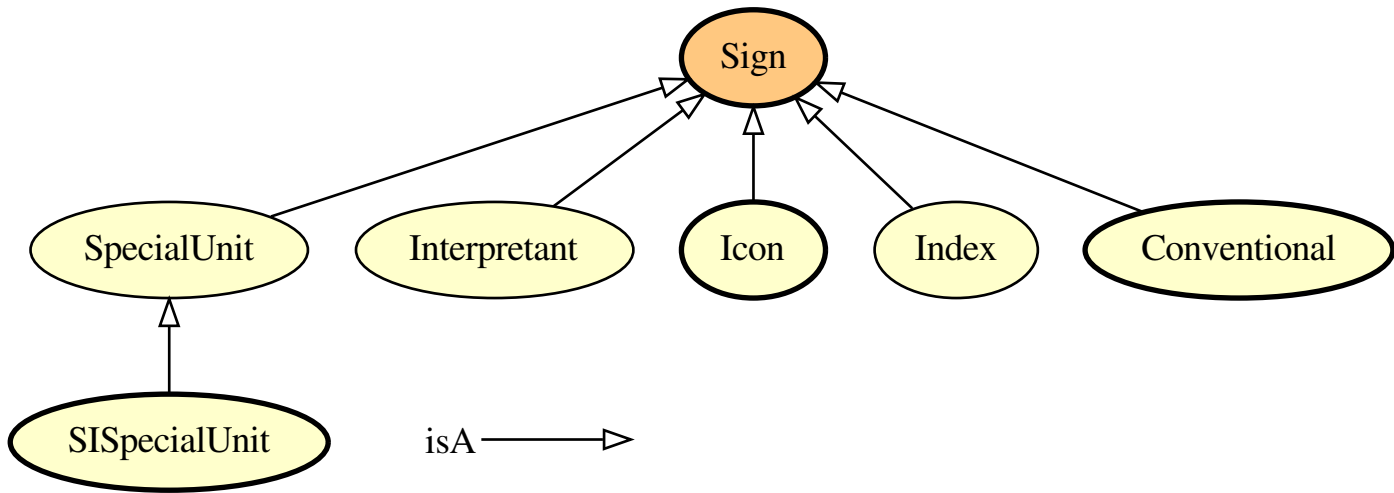 Sign
SpecialUnit
Interpretant
Icon
Index
Conventional
SISpecialUnit
isA